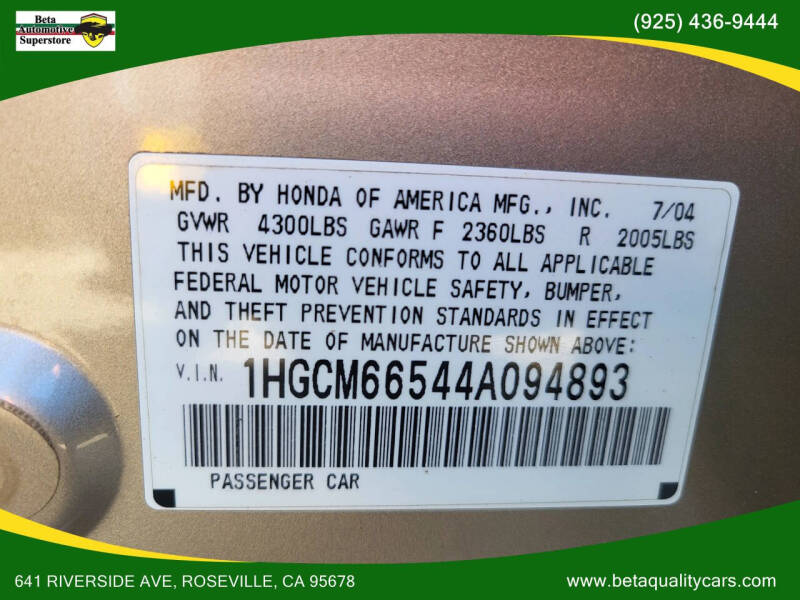 Beta
Automotive
Superstore
(925) 436-9444
MFD. BY HONDA OF AMERICA MFG., INC. 7/04
GVWR 4300LBS GAWR F 2360LBS R 2005LBS
THIS VEHICLE CONFORMS TO ALL APPLICABLE
FEDERAL MOTOR VEHICLE SAFETY, BUMPER,
AND THEFT PREVENTION STANDARDS IN EFFECT
ON THE DATE OF MANUFACTURE SHOWN ABOVE:
V.I.N. 1HGCM66544A094893
PASSENGER CAR
641 RIVERSIDE AVE, ROSEVILLE, CA 95678
www.betaqualitycars.com